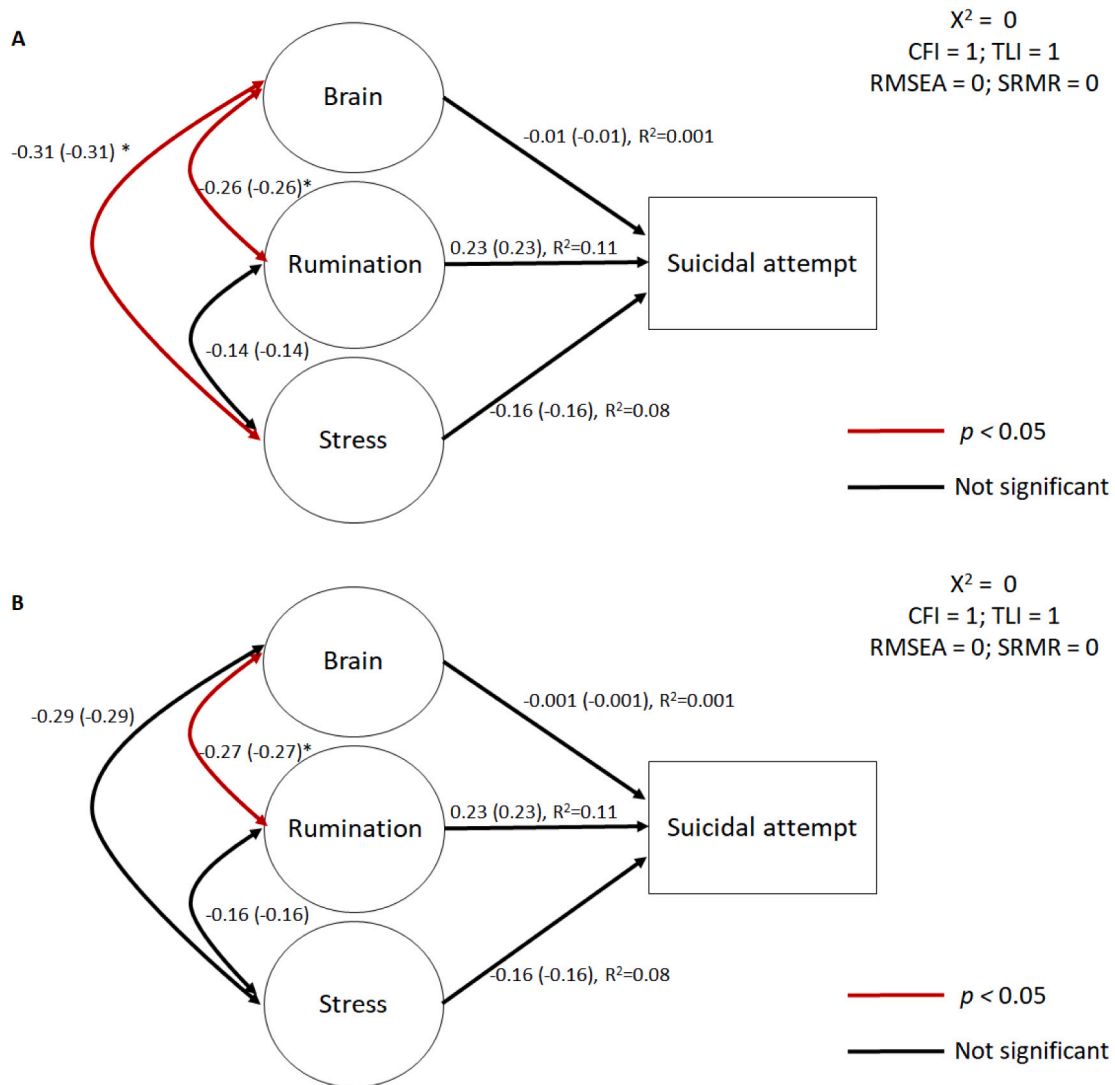 A
X² = 0
CFI = 1; TLI = 1
RMSEA = 0; SRMR = 0
Brain
-0.01 (-0.01), R²=0.001
-0.31 (-0.31) *
-0.26 (-0.26)*
Rumination
0.23 (0.23), R²=0.11
Suicidal attempt
-0.14 (-0.14)
-0.16 (-0.16), R²=0.08
Stress
p < 0.05
Not significant
B
X² = 0
CFI = 1; TLI = 1
RMSEA = 0; SRMR = 0
Brain
-0.001 (-0.001), R²=0.001
-0.29 (-0.29)
-0.27 (-0.27)*
Rumination
0.23 (0.23), R²=0.11
Suicidal attempt
-0.16 (-0.16)
-0.16 (-0.16), R²=0.08
Stress
p < 0.05
Not significant